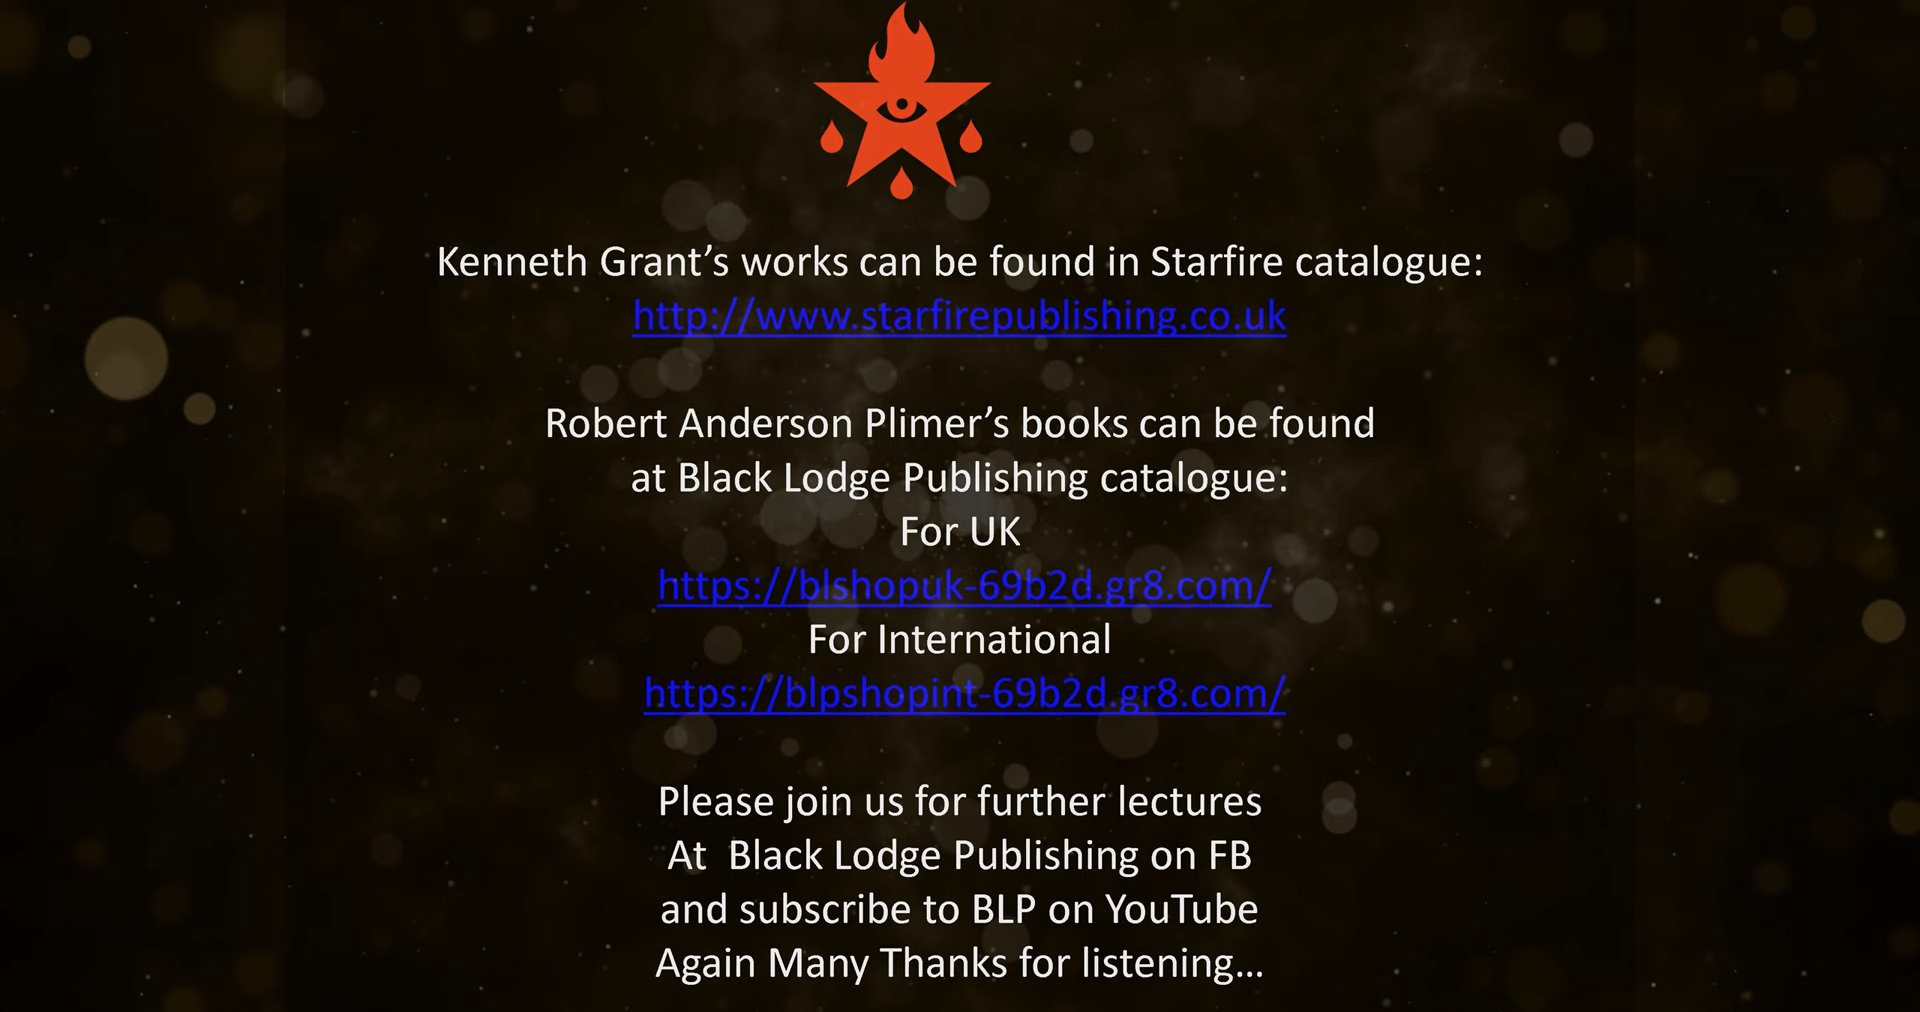 Kenneth Grant’s works can be found in Starfire catalogue:
http://www.starfirepublishing.co.uk
Robert Anderson Plimer’s books can be found
at Black Lodge Publishing catalogue:
For UK
https://blshopuk-69b2d.gr8.com/
For International
https://blpshopint-69b2d.gr8.com/
Please join us for further lectures
At  Black Lodge Publishing on FB
and subscribe to BLP on YouTube
Again Many Thanks for listening…